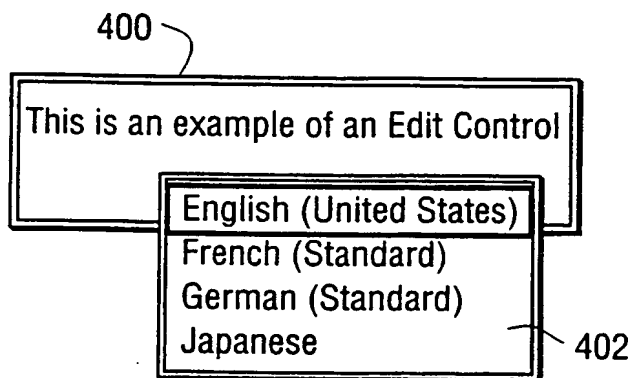 400
This is an example of an Edit Control
English (United States)
French (Standard)
German (Standard)
Japanese
402